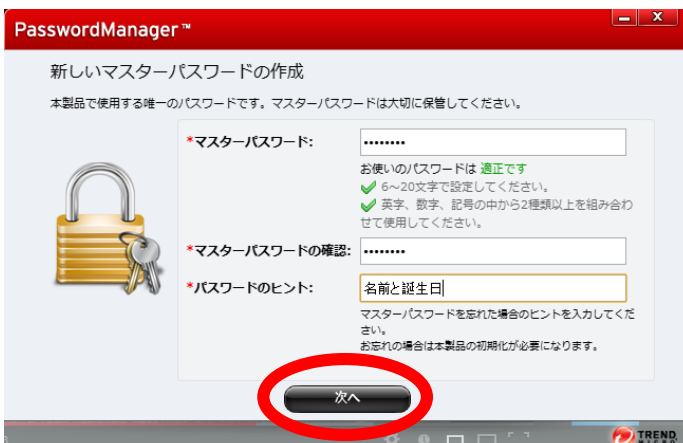 PasswordManager™
新しいマスターパスワードの作成
本製品で使用する唯一のパスワードです。マスターパスワードは大切に保管してください。
*マスターパスワード: ••••••••
お使いのパスワードは 適正です
6～20文字で設定してください。
英字、数字、記号の中から2種類以上を組み合わ
せて使用してください。
*マスターパスワードの確認: ••••••••
*パスワードのヒント: 名前と誕生日
マスターパスワードを忘れた場合のヒントを入力してくだ
さい。
お忘れの場合は本製品の初期化が必要になります。
次へ
TREND
MICRO